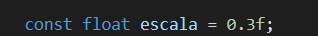 const float escala = 0.3f;